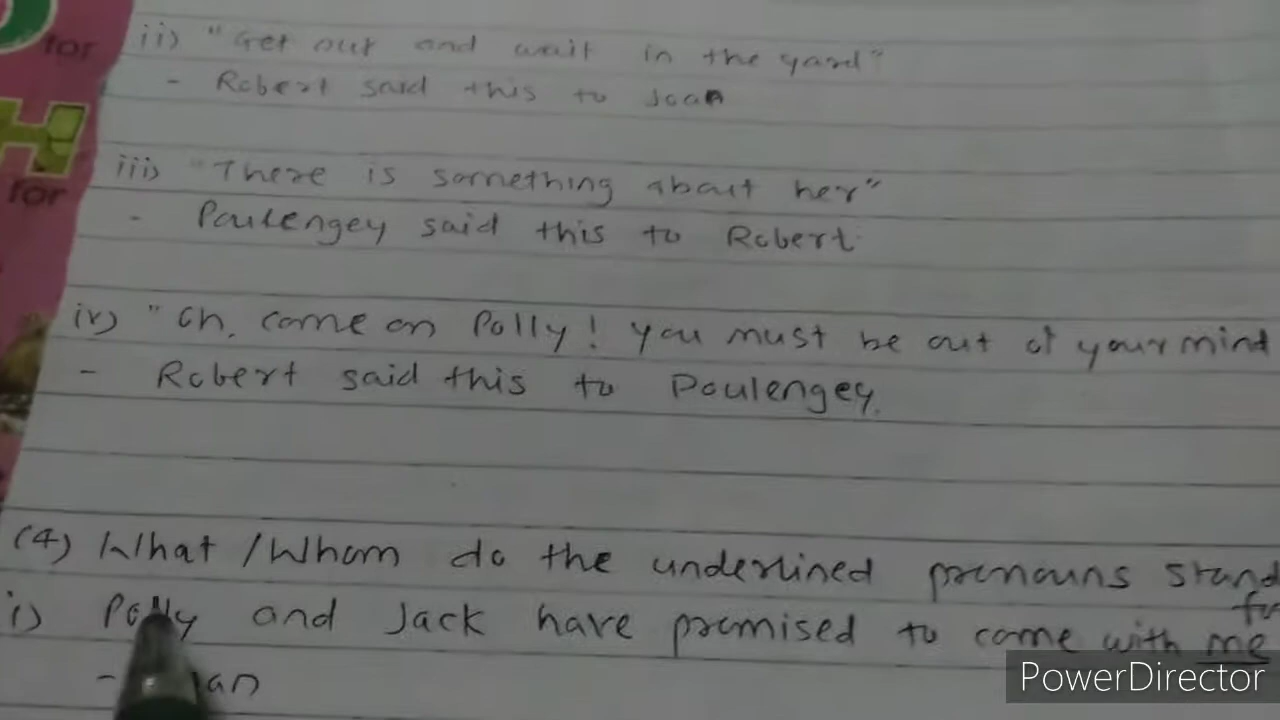 for
ii) "Get out and wait in the yard"
- Robert said this to Joan
for
iii) "There is something about her"
- Poulengey said this to Robert
iv) "Oh, come on Polly! you must be out of your mind
- Robert said this to Poulengey.
(4) What / Whom do the underlined pronouns stand
for
i) Polly and Jack have promised to come with me
-
PowerDirector